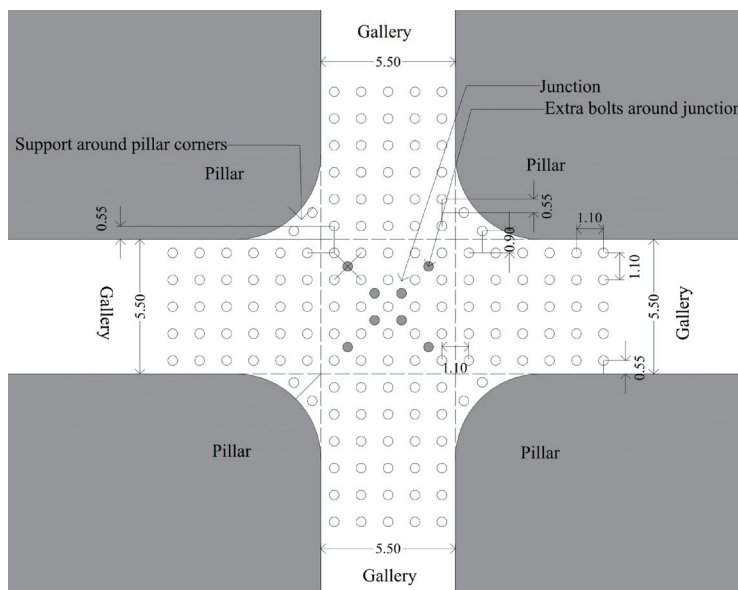 Gallery
5.50
Junction
Extra bolts around junction
Support around pillar corners
Pillar
Pillar
0.55
0.55
1.10
0.90
1.10
Gallery
5.50
5.50
Gallery
1.10
0.55
Pillar
Pillar
5.50
Gallery